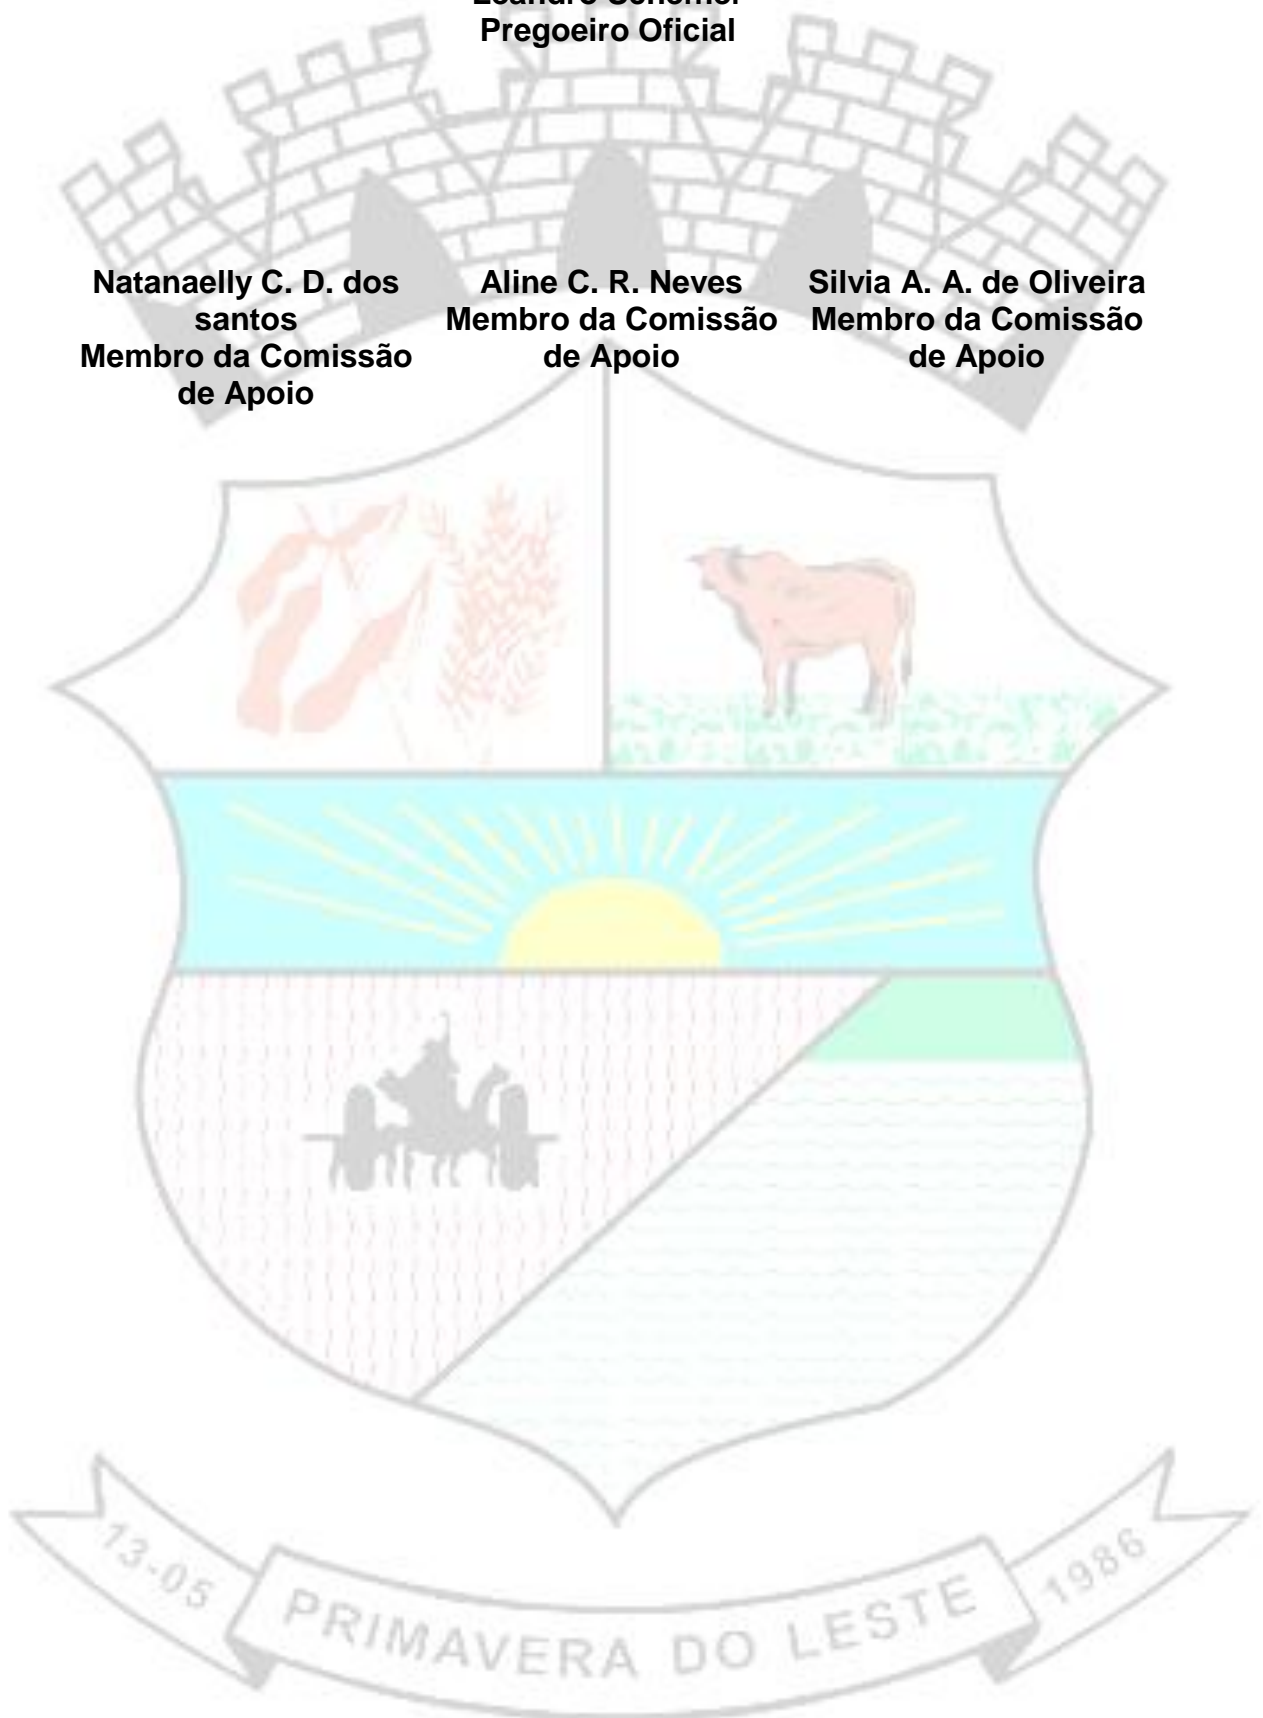 Pregoeiro Oficial
Natanaelly C. D. dos
santos
Membro da Comissão
de Apoio
Aline C. R. Neves
Membro da Comissão
de Apoio
Silvia A. A. de Oliveira
Membro da Comissão
de Apoio
13-05
PRIMAVERA DO LESTE
1986